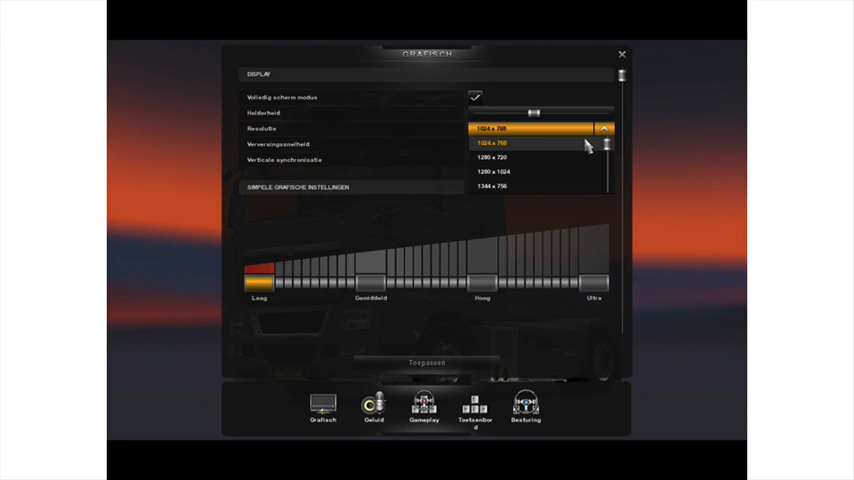 GRAFISCH
DISPLAY
Volledig scherm modus
Helderheid
Resolutie
1024 x 768
1024 x 768
Verversingssnelheid
1280 x 720
Verticale synchronisatie
1280 x 1024
SIMPELE GRAFISCHE INSTELLINGEN
1344 x 756
Laag
Gemiddeld
Hoog
Ultra
Toepassen
Grafisch
Geluid
Gameplay
Toetsenbor
d
Besturing